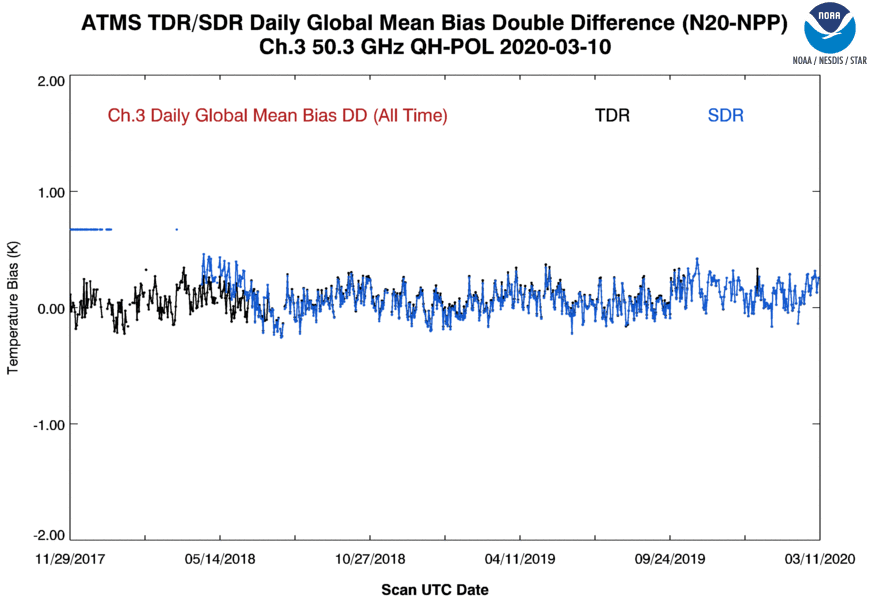 ATMS TDR/SDR Daily Global Mean Bias Double Difference (N20-NPP)
Ch.3 50.3 GHz QH-POL 2020-03-10
NOAA
NOAA / NESDIS / STAR
Ch.3 Daily Global Mean Bias DD (All Time)
TDR
SDR
Temperature Bias (K)
2.00
1.00
0.00
-1.00
-2.00
11/29/2017
05/14/2018
10/27/2018
04/11/2019
09/24/2019
03/11/2020
Scan UTC Date